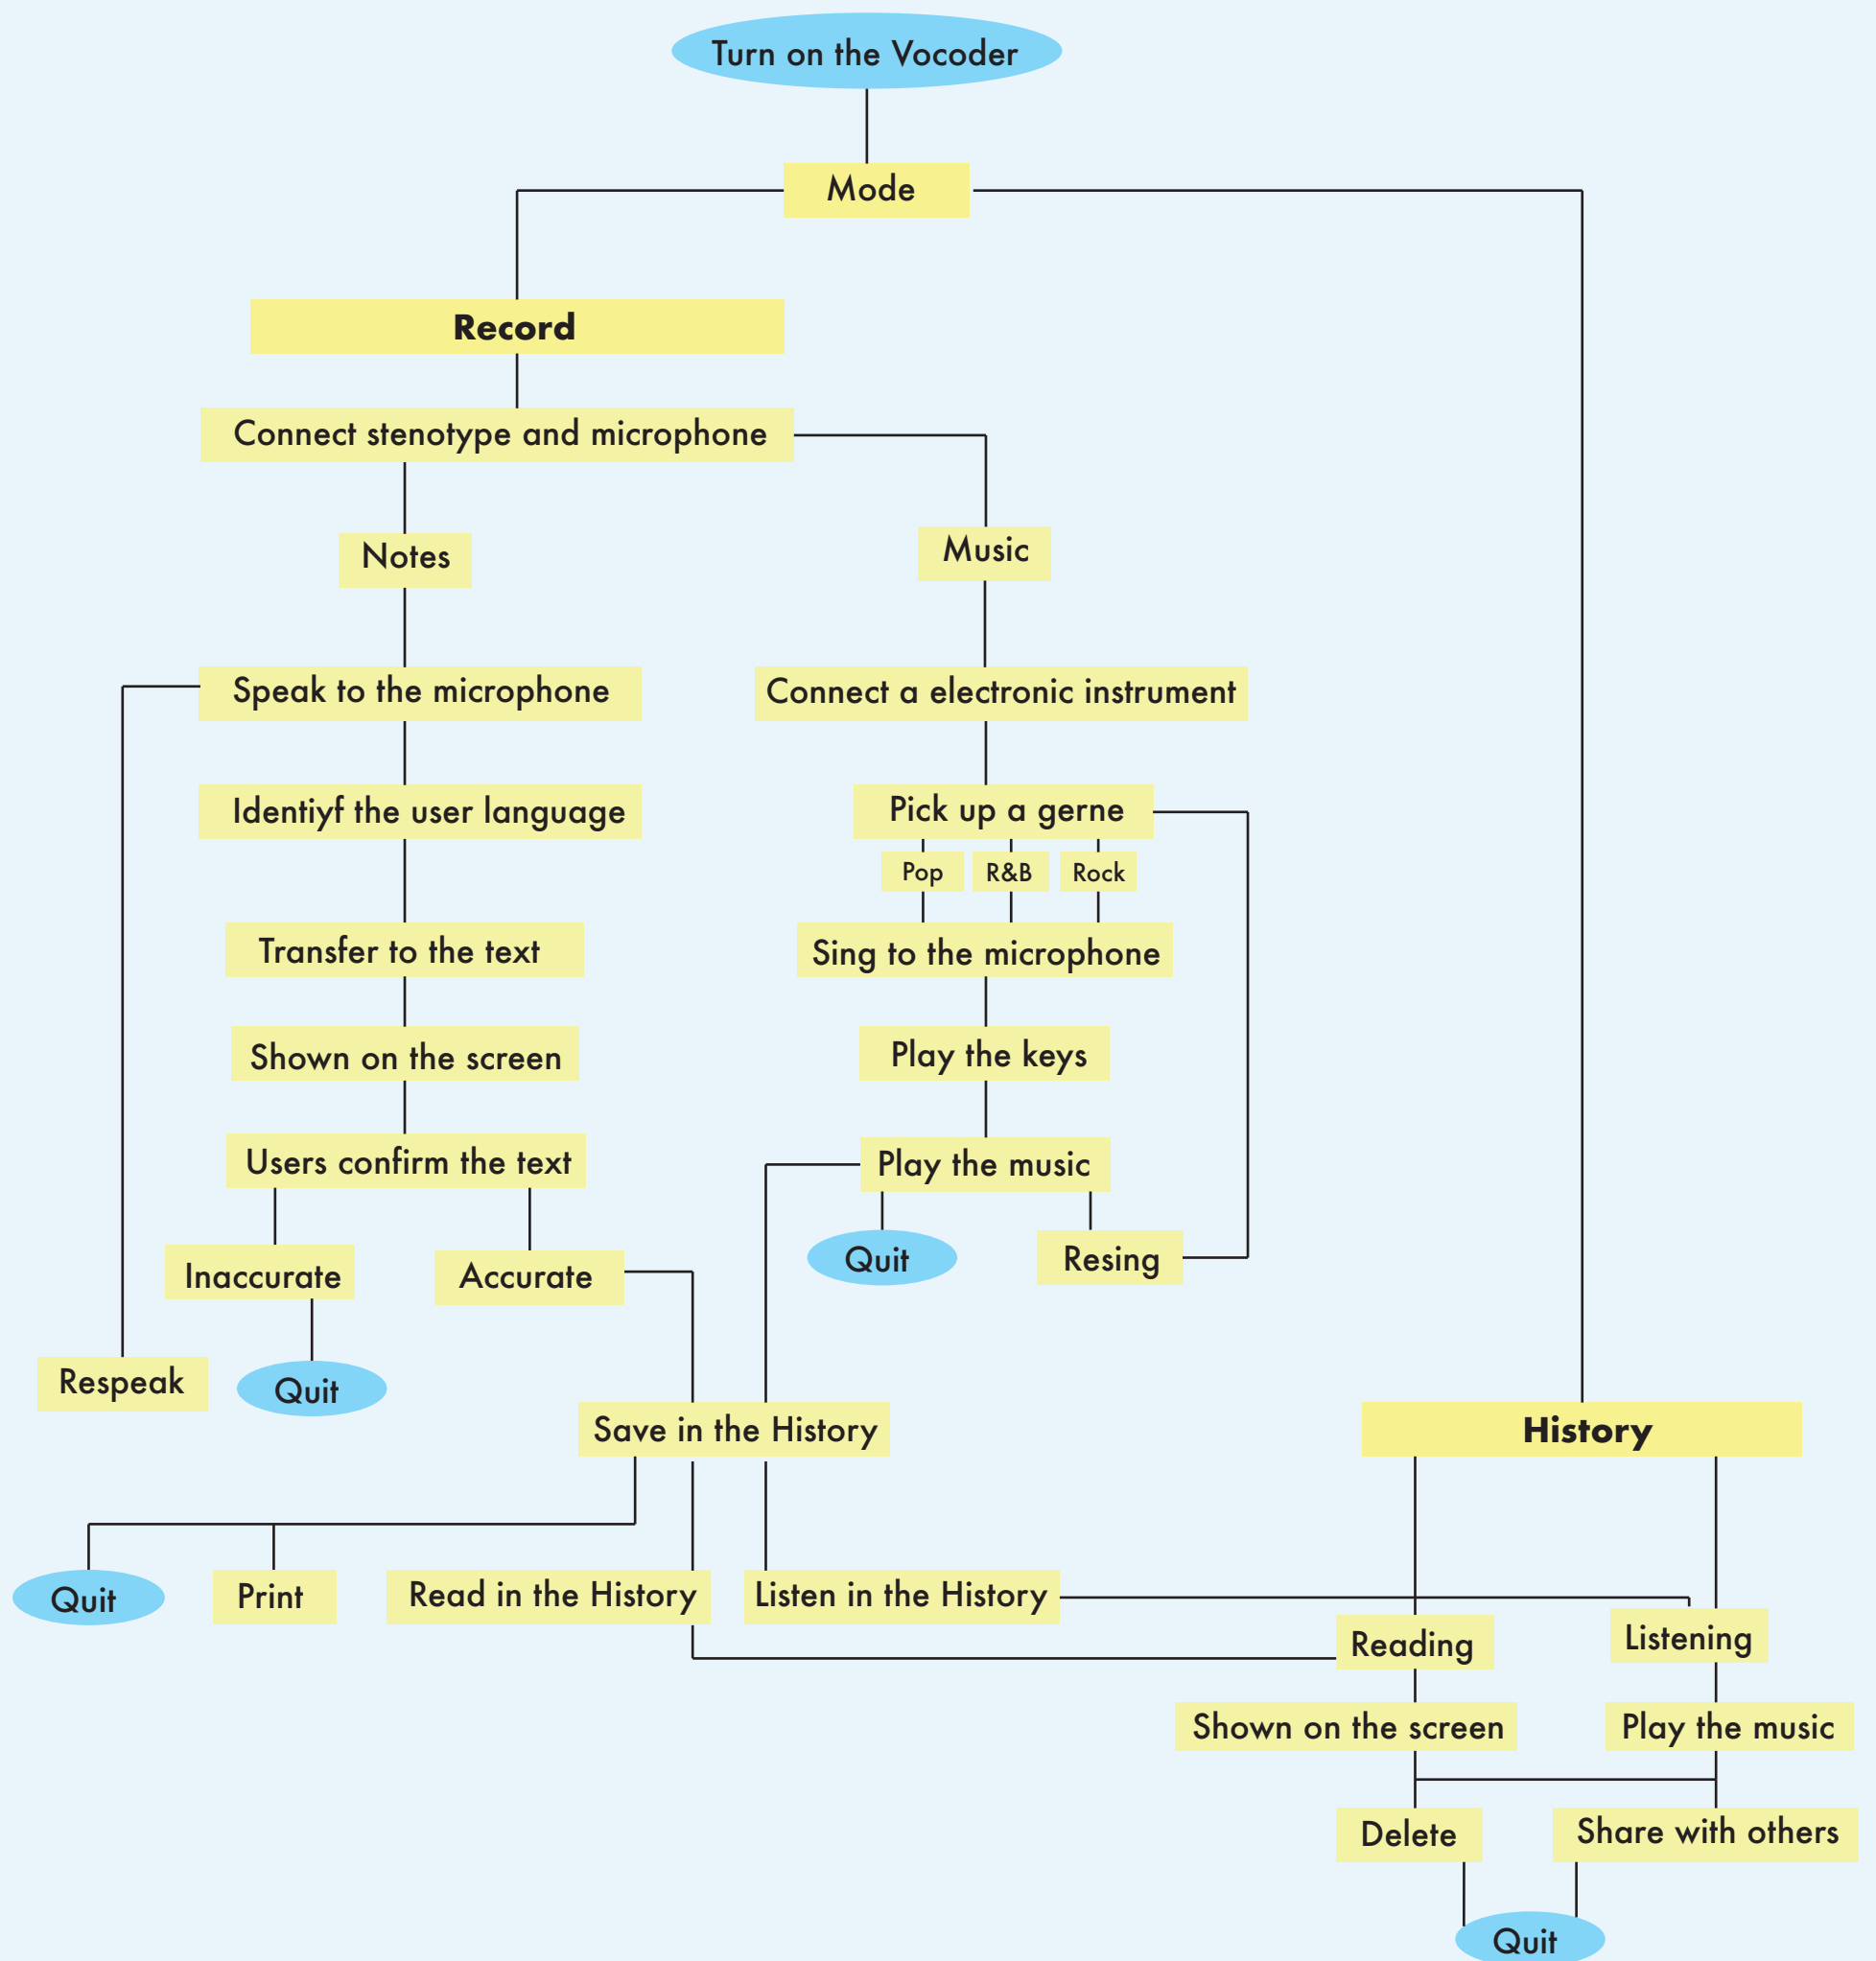 Turn on the Vocoder
Mode
Record
Connect stenotype and microphone
Notes
Music
Speak to the microphone
Connect a electronic instrument
Identiyf the user language
Pick up a gerne
Pop
R&B
Rock
Transfer to the text
Sing to the microphone
Shown on the screen
Play the keys
Users confirm the text
Play the music
Inaccurate
Accurate
Quit
Resing
Respeak
Quit
Save in the History
History
Quit
Print
Read in the History
Listen in the History
Reading
Listening
Shown on the screen
Play the music
Delete
Share with others
Quit